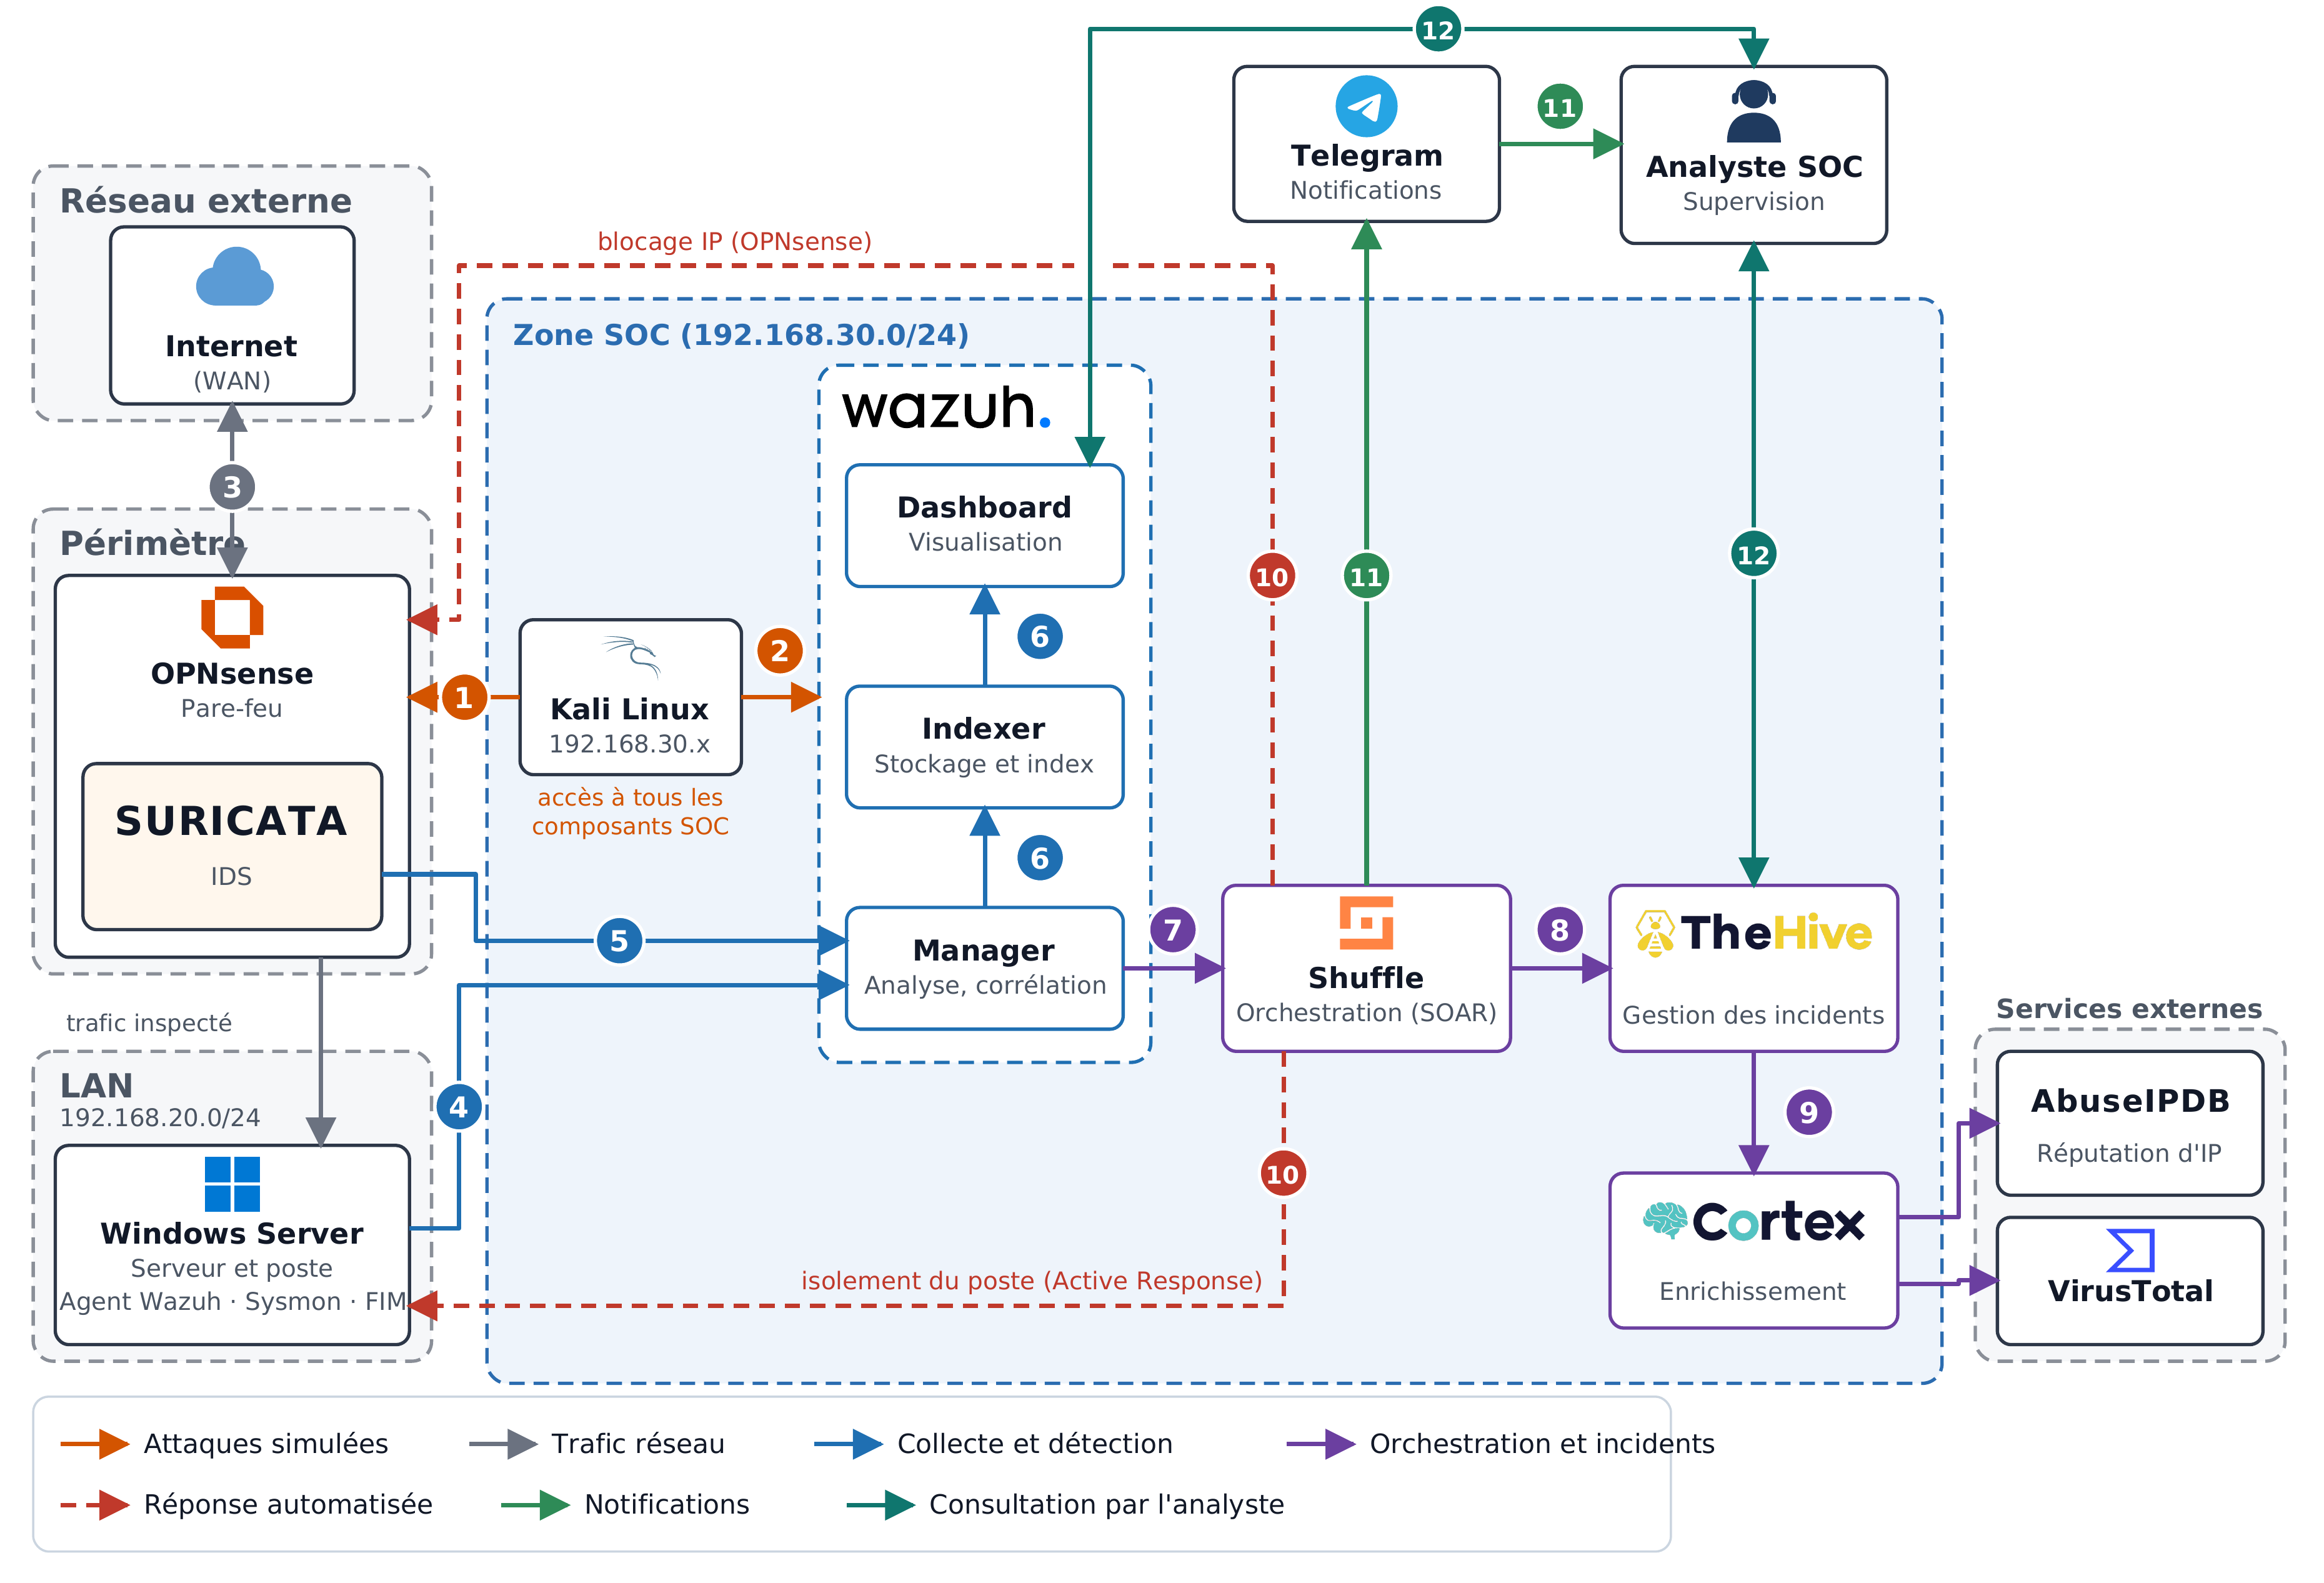 12
Telegram
Notifications
11
Analyste SOC
Supervision
Réseau externe
Internet
(WAN)
blocage IP (OPNsense)
3
Zone SOC (192.168.30.0/24)
wazuh.
Dashboard
Visualisation
10
11
12
Périmètre
OPNsense
Pare-feu
SURICATA
IDS
1
Kali Linux
192.168.30.x
accès à tous les
composants SOC
2
6
Indexer
Stockage et index
6
5
Manager
Analyse, corrélation
7
Shuffle
Orchestration (SOAR)
8
TheHive
Gestion des incidents
trafic inspecté
LAN
192.168.20.0/24
4
Windows Server
Serveur et poste
Agent Wazuh · Sysmon · FIM
10
isolement du poste (Active Response)
9
Cortex
Enrichissement
Services externes
AbuseIPDB
Réputation d'IP
VirusTotal
Attaques simulées
Trafic réseau
Collecte et détection
Orchestration et incidents
Réponse automatisée
Notifications
Consultation par l'analyste